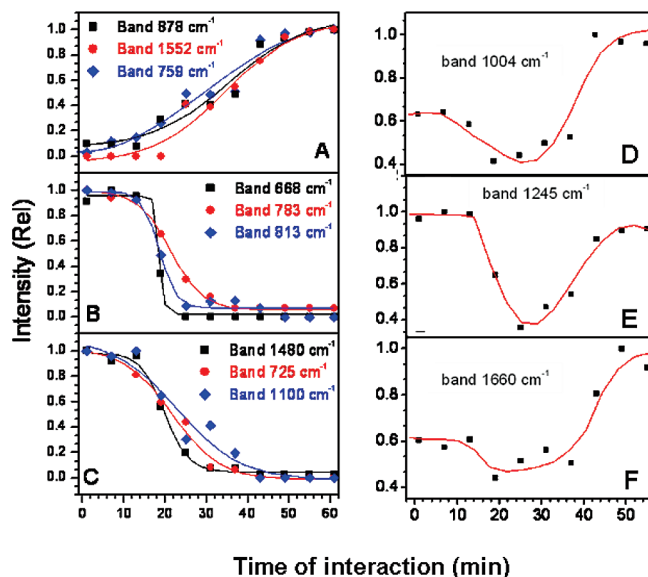 Intensity (Rel)
1.0
0.8
0.6
0.4
0.2
0.0
Band 878 cm-1
Band 1552 cm-1
Band 759 cm-1
A
1.0
0.8
0.6
0.4
0.2
0.0
Band 668 cm-1
Band 783 cm-1
Band 813 cm-1
B
1.0
0.8
0.6
0.4
0.2
0.0
Band 1480 cm-1
Band 725 cm-1
Band 1100 cm-1
C
0 10 20 30 40 50 60
1.0
0.8
0.6
0.4
band 1004 cm-1
D
1.0
0.8
0.6
0.4
band 1245 cm-1
E
1.0
0.8
0.6
0.4
band 1660 cm-1
F
0 10 20 30 40 50
Time of interaction (min)